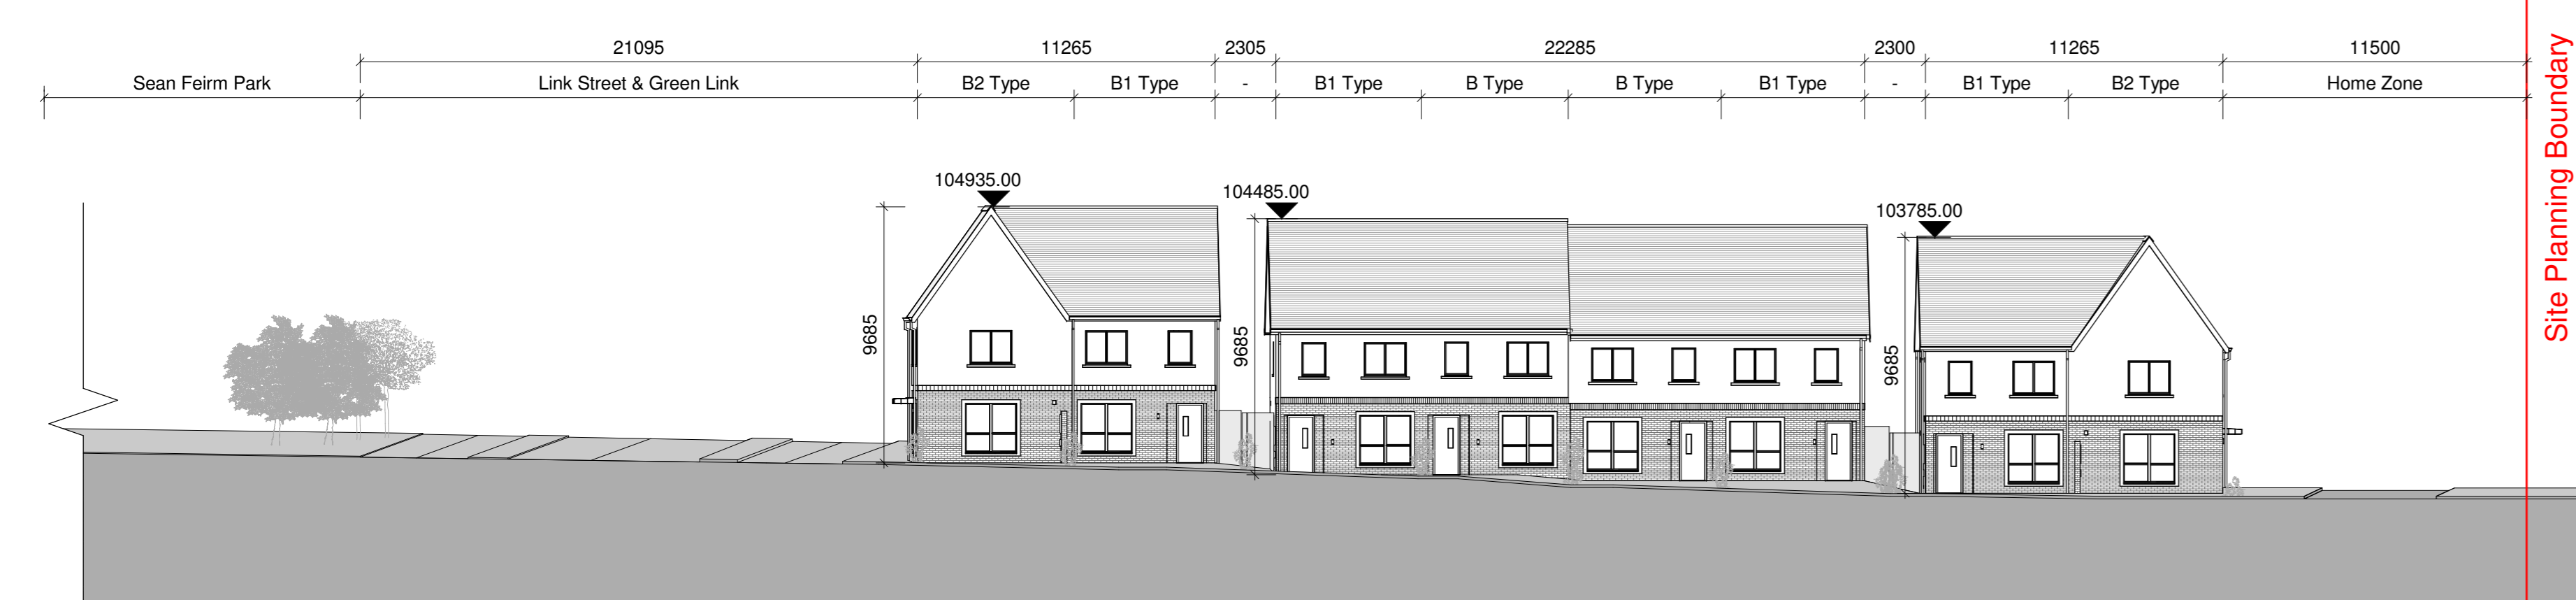 21095 11265 2305 22285 2300 11265 11500
Sean Feirm Park Link Street & Green Link B2 Type B1 Type - B1 Type B Type B Type B1 Type - B1 Type B2 Type Home Zone
Site Planning Boundary
104935.00
104485.00
103785.00
9685
9685
9685